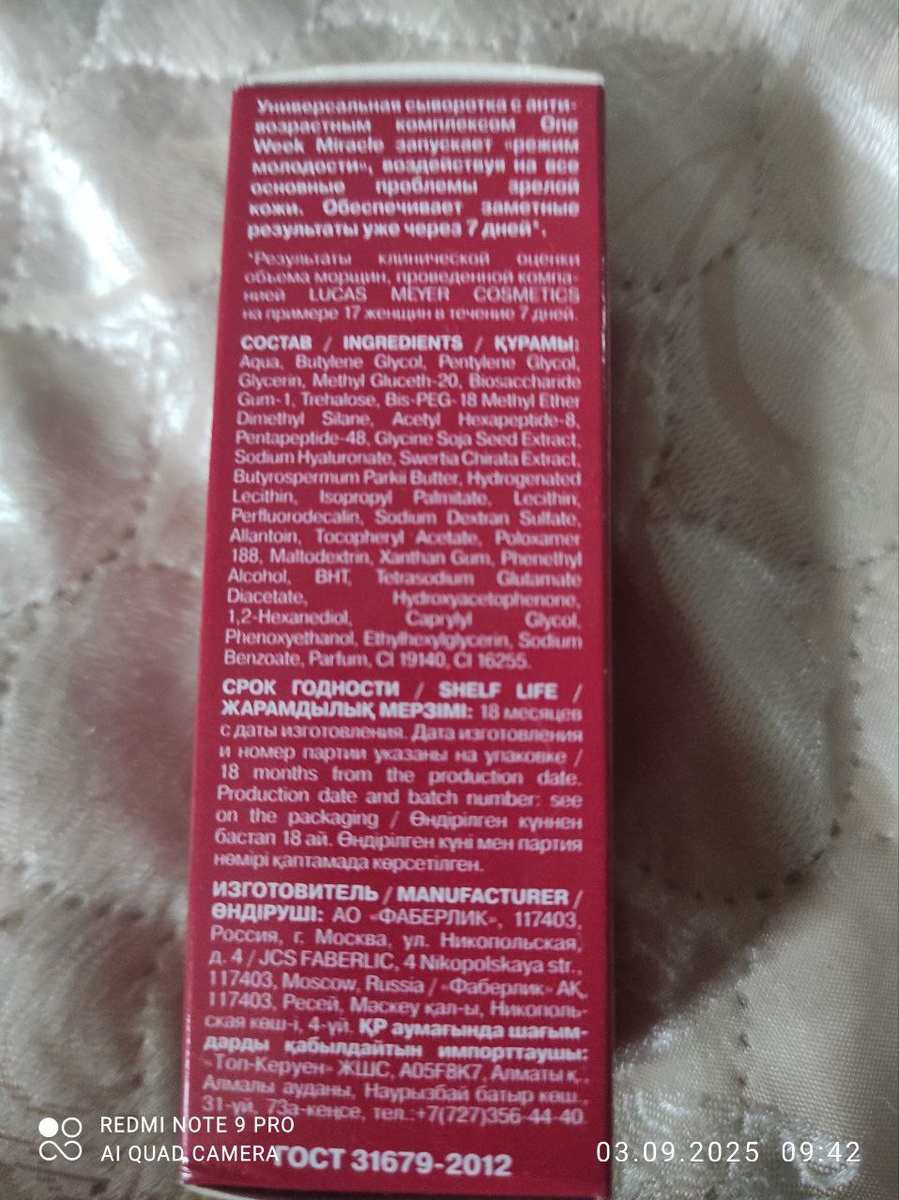 Универсальная сыворотка с анти-
возрастным комплексом One
Week Miracle запускает «режим
молодости», воздействуя на все
основные проблемы зрелой
кожи. Обеспечивает заметные
результаты уже через 7 дней*.
*Результаты клинической оценки
объема морщин, проведенной компа-
нией LUCAS MEYER COSMETICS
на примере 17 женщин в течение 7 дней.
СОСТАВ / INGREDIENTS / ҚҰРАМЫ:
Aqua, Butylene Glycol, Pentylene Glycol,
Glycerin, Methyl Gluceth-20, Biosaccharide
Gum-1, Trehalose, Bis-PEG-18 Methyl Ether
Dimethyl Silane, Acetyl Hexapeptide-8,
Pentapeptide-48, Glycine Soja Seed Extract,
Sodium Hyaluronate, Swertia Chirata Extract,
Butyrospermum Parkii Butter, Hydrogenated
Lecithin, Isopropyl Palmitate, Lecithin,
Perfluorodecalin, Sodium Dextran Sulfate,
Allantoin, Tocopheryl Acetate, Poloxamer
188, Maltodextrin, Xanthan Gum, Phenethyl
Alcohol, BHT, Tetrasodium Glutamate
Diacetate, Hydroxyacetophenone,
1,2-Hexanediol, Caprylyl Glycol,
Phenoxyethanol, Ethylhexylglycerin, Sodium
Benzoate, Parfum, CI 19140, CI 16255.
СРОК ГОДНОСТИ / SHELF LIFE /
ЖАРАМДЫЛЫҚ МЕРЗІМІ: 18 месяцев
с даты изготовления. Дата изготовления
и номер партии указаны на упаковке /
18 months from the production date.
Production date and batch number: see
on the packaging / Өндірілген күннен
бастап 18 ай. Өндірілген күні мен партия
нөмірі қаптамада көрсетілген.
ИЗГОТОВИТЕЛЬ / MANUFACTURER /
ӨНДІРУШІ: АО «ФАБЕРЛИК», 117403,
Россия, г. Москва, ул. Никопольская,
д. 4 / JCS FABERLIC, 4 Nikopolskaya str.,
117403, Moscow, Russia / «Фаберлик» АҚ,
117403, Ресей, Мәскеу қал-ы, Никополь-
ская көш-і, 4-үй. ҚР аумағында шағым-
дарды қабылдайтын импорттаушы:
«Топ-Керуен» ЖШС, A05F8K7, Алматы қ.,
Алмалы ауданы, Наурызбай батыр көш.,
31-үй, 73а-кеңсе, тел.:+7(727)356-44-40.
ГОСТ 31679-2012
REDMI NOTE 9 PRO
AI QUAD CAMERA
03.09.2025 09:42